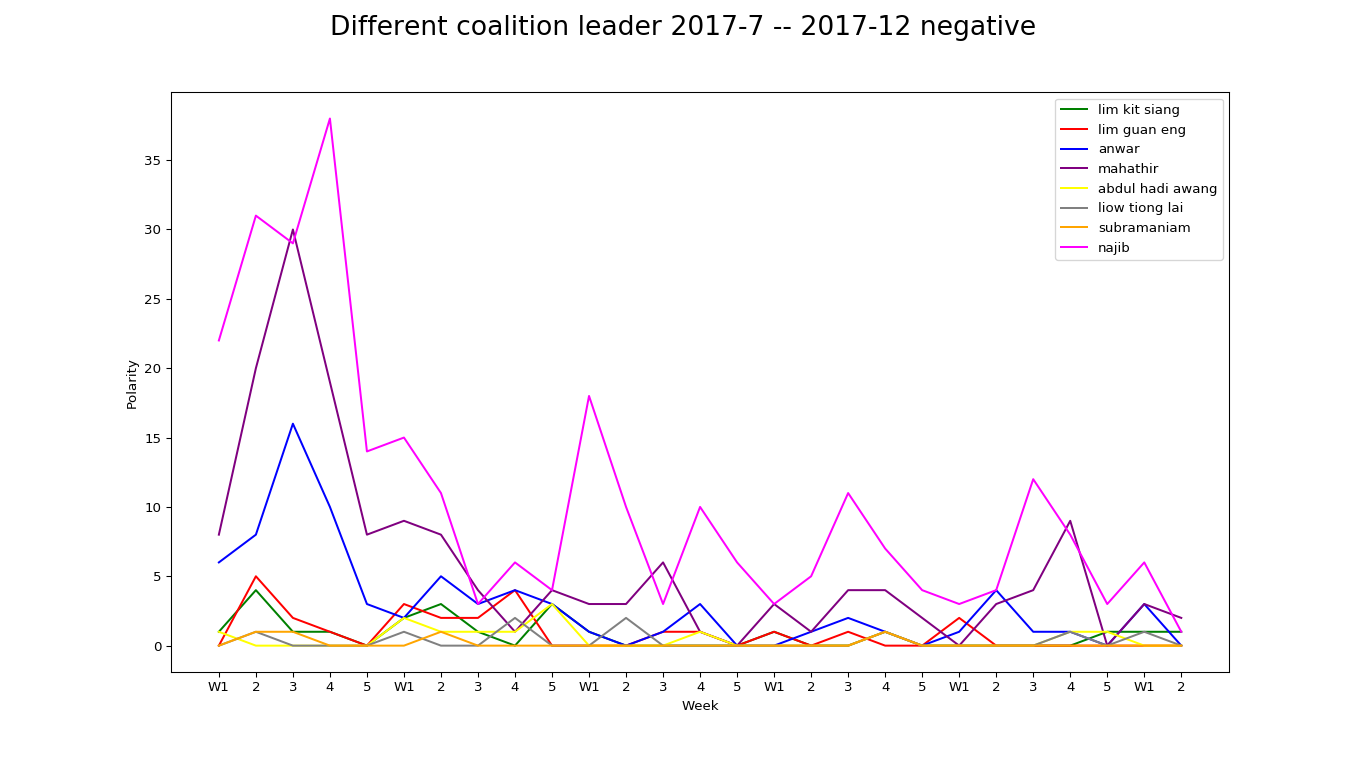 Different coalition leader 2017-7 -- 2017-12 negative
lim kit siang
lim guan eng
anwar
mahathir
abdul hadi awang
liow tiong lai
subramaniam
najib
35
30
25
20
15
10
5
0
Polarity
W1 2 3 4 5 W1 2 3 4 5 W1 2 3 4 5 W1 2 3 4 5 W1 2 3 4 5 W1 2
Week